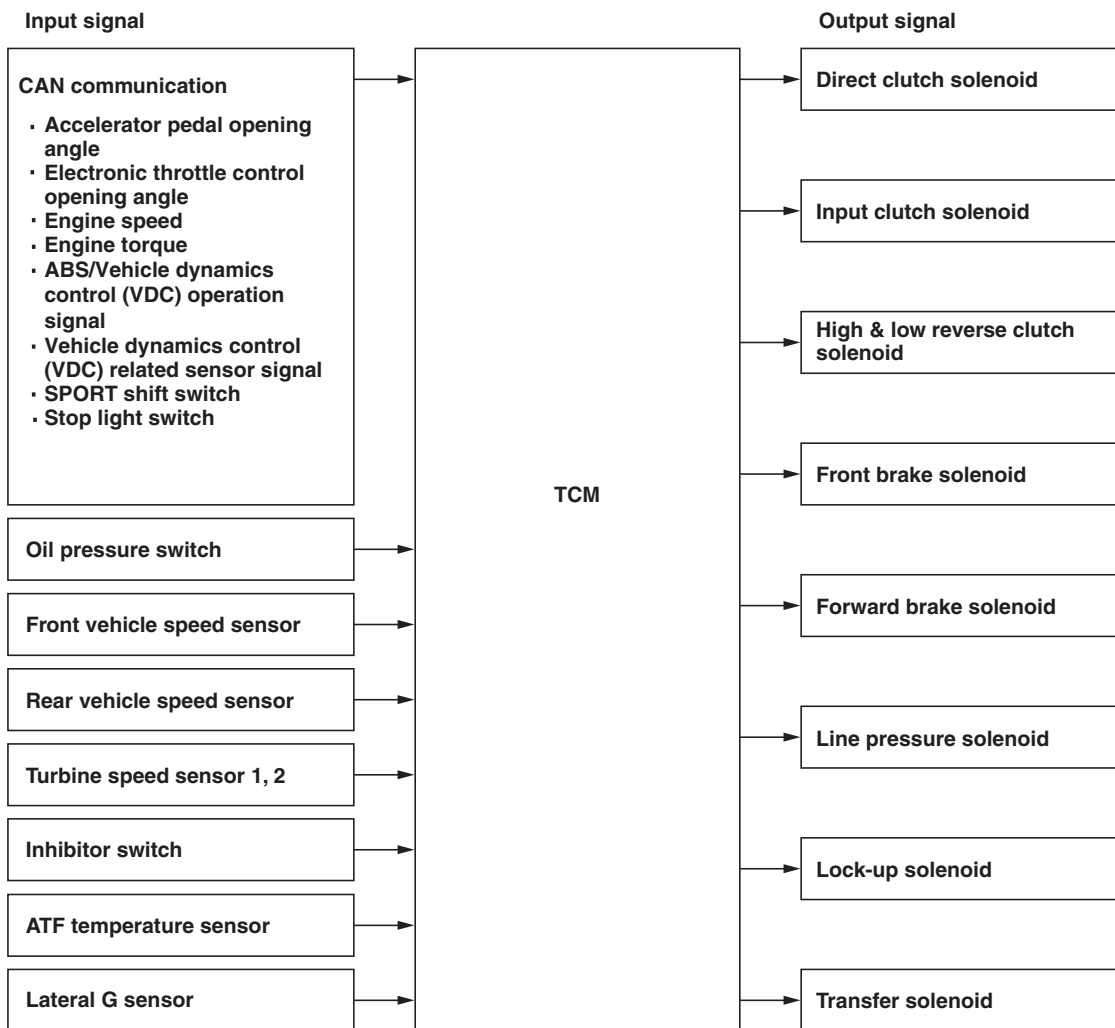 Input signal
CAN communication
· Accelerator pedal opening
angle
· Electronic throttle control
opening angle
· Engine speed
· Engine torque
· ABS/Vehicle dynamics
control (VDC) operation
signal
· Vehicle dynamics control
(VDC) related sensor signal
· SPORT shift switch
· Stop light switch
Oil pressure switch
Front vehicle speed sensor
Rear vehicle speed sensor
Turbine speed sensor 1, 2
Inhibitor switch
ATF temperature sensor
Lateral G sensor
TCM
Output signal
Direct clutch solenoid
Input clutch solenoid
High & low reverse clutch
solenoid
Front brake solenoid
Forward brake solenoid
Line pressure solenoid
Lock-up solenoid
Transfer solenoid